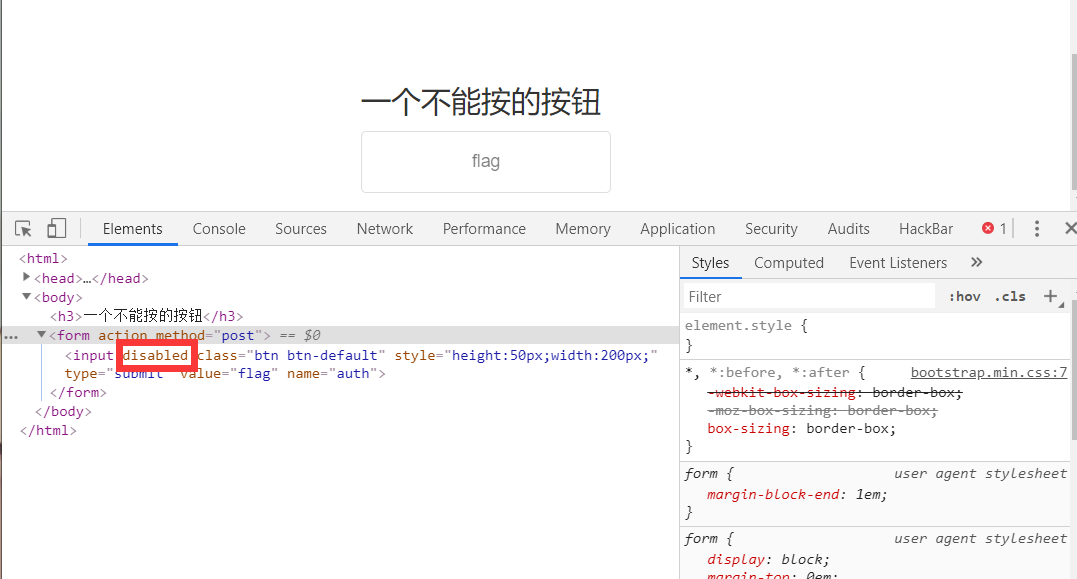 一个不能按的按钮
flag
Elements Console Sources Network Performance Memory Application Security Audits HackBar 1
<html>
<head>…</head>
<body>
<h3>一个不能按的按钮</h3>
<form action method="post"> == $0
<input disabled class="btn btn-default" style="height:50px;width:200px;"
type="submit" value="flag" name="auth">
</form>
</body>
</html>
Styles Computed Event Listeners »
Filter :hov .cls +
element.style {
}
*, *:before, *:after { bootstrap.min.css:7
-webkit-box-sizing: border-box;
-moz-box-sizing: border-box;
box-sizing: border-box;
}
form { user agent stylesheet
margin-block-end: 1em;
}
form { user agent stylesheet
display: block;
margin-top: 0em;